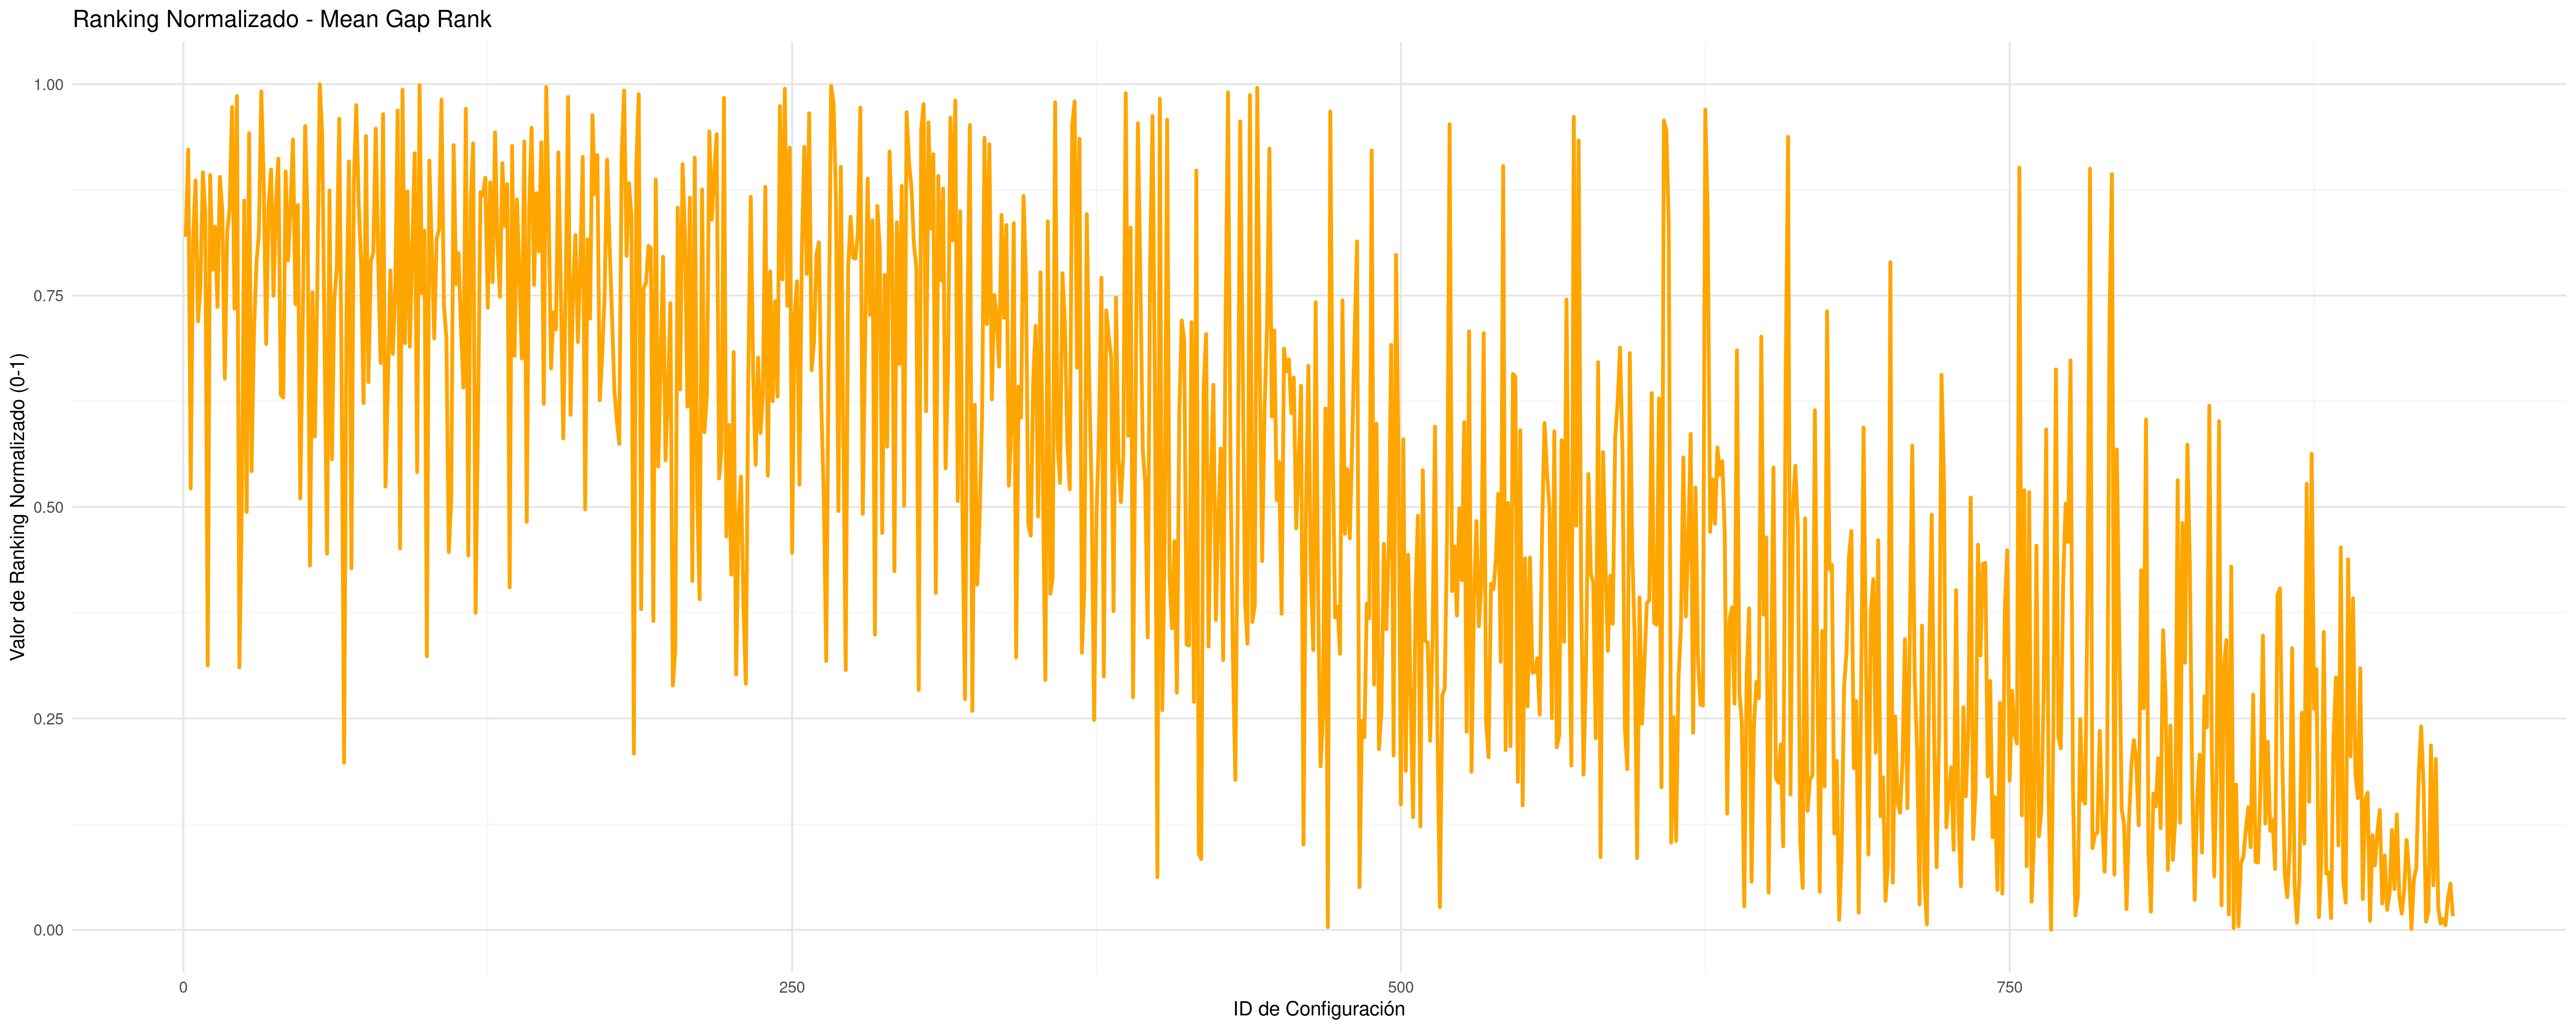 Ranking Normalizado - Mean Gap Rank
Valor de Ranking Normalizado (0-1)
1.00
0.75
0.50
0.25
0.00
0 250 500 750
ID de Configuración